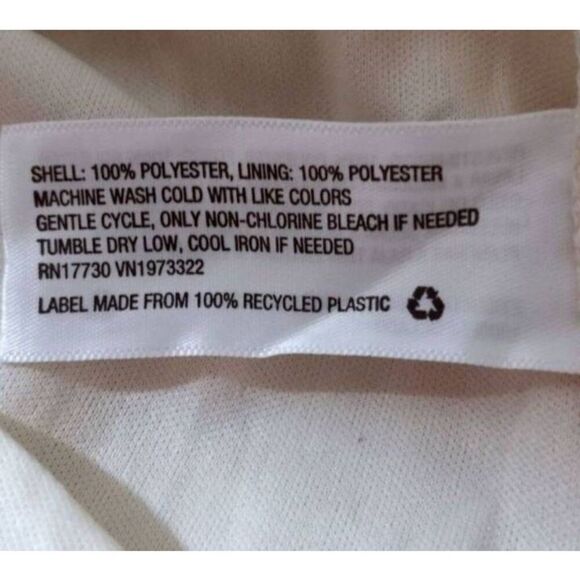 SHELL: 100% POLYESTER, LINING: 100% POLYESTER
MACHINE WASH COLD WITH LIKE COLORS
GENTLE CYCLE, ONLY NON-CHLORINE BLEACH IF NEEDED
TUMBLE DRY LOW, COOL IRON IF NEEDED
RN17730 VN1973322
LABEL MADE FROM 100% RECYCLED PLASTIC